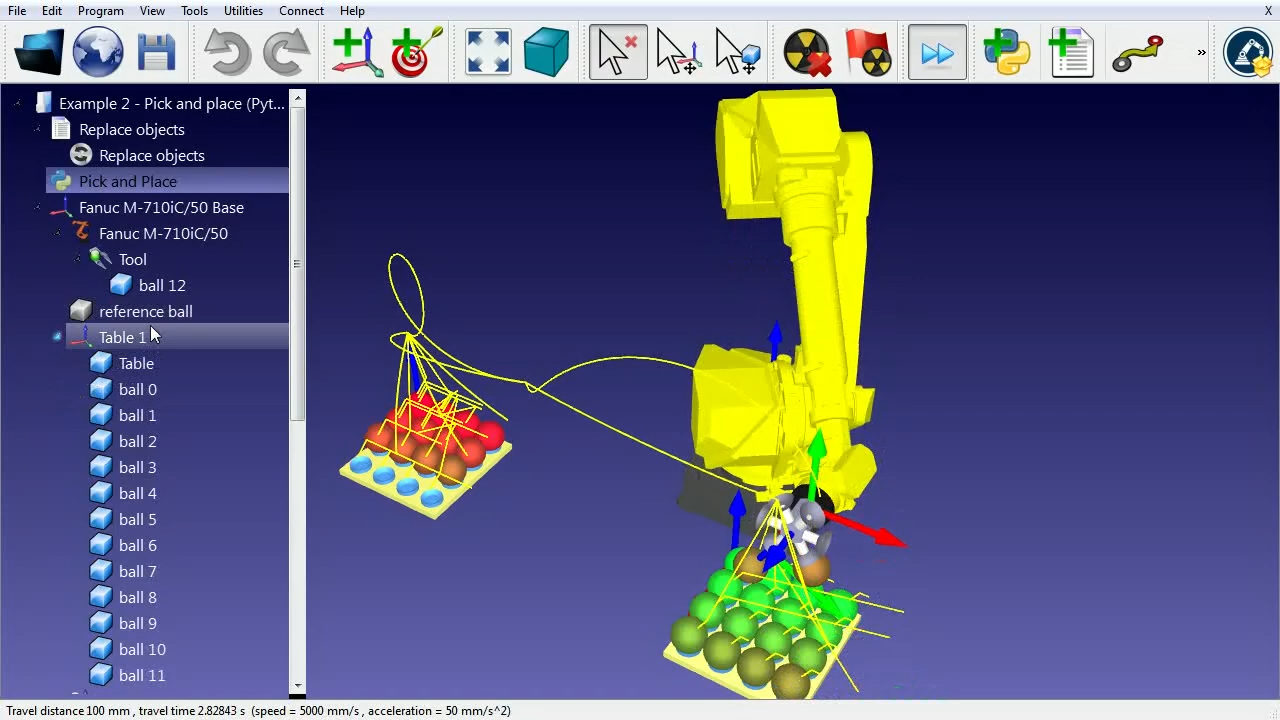 File Edit Program View Tools Utilities Connect Help X
»
Example 2 - Pick and place (Pyt...
Replace objects
Replace objects
Pick and Place
Fanuc M-710iC/50 Base
Fanuc M-710iC/50
Tool
ball 12
reference ball
Table 1
Table
ball 0
ball 1
ball 2
ball 3
ball 4
ball 5
ball 6
ball 7
ball 8
ball 9
ball 10
ball 11
Travel distance 100 mm , travel time 2.82843 s (speed = 5000 mm/s , acceleration = 50 mm/s^2)